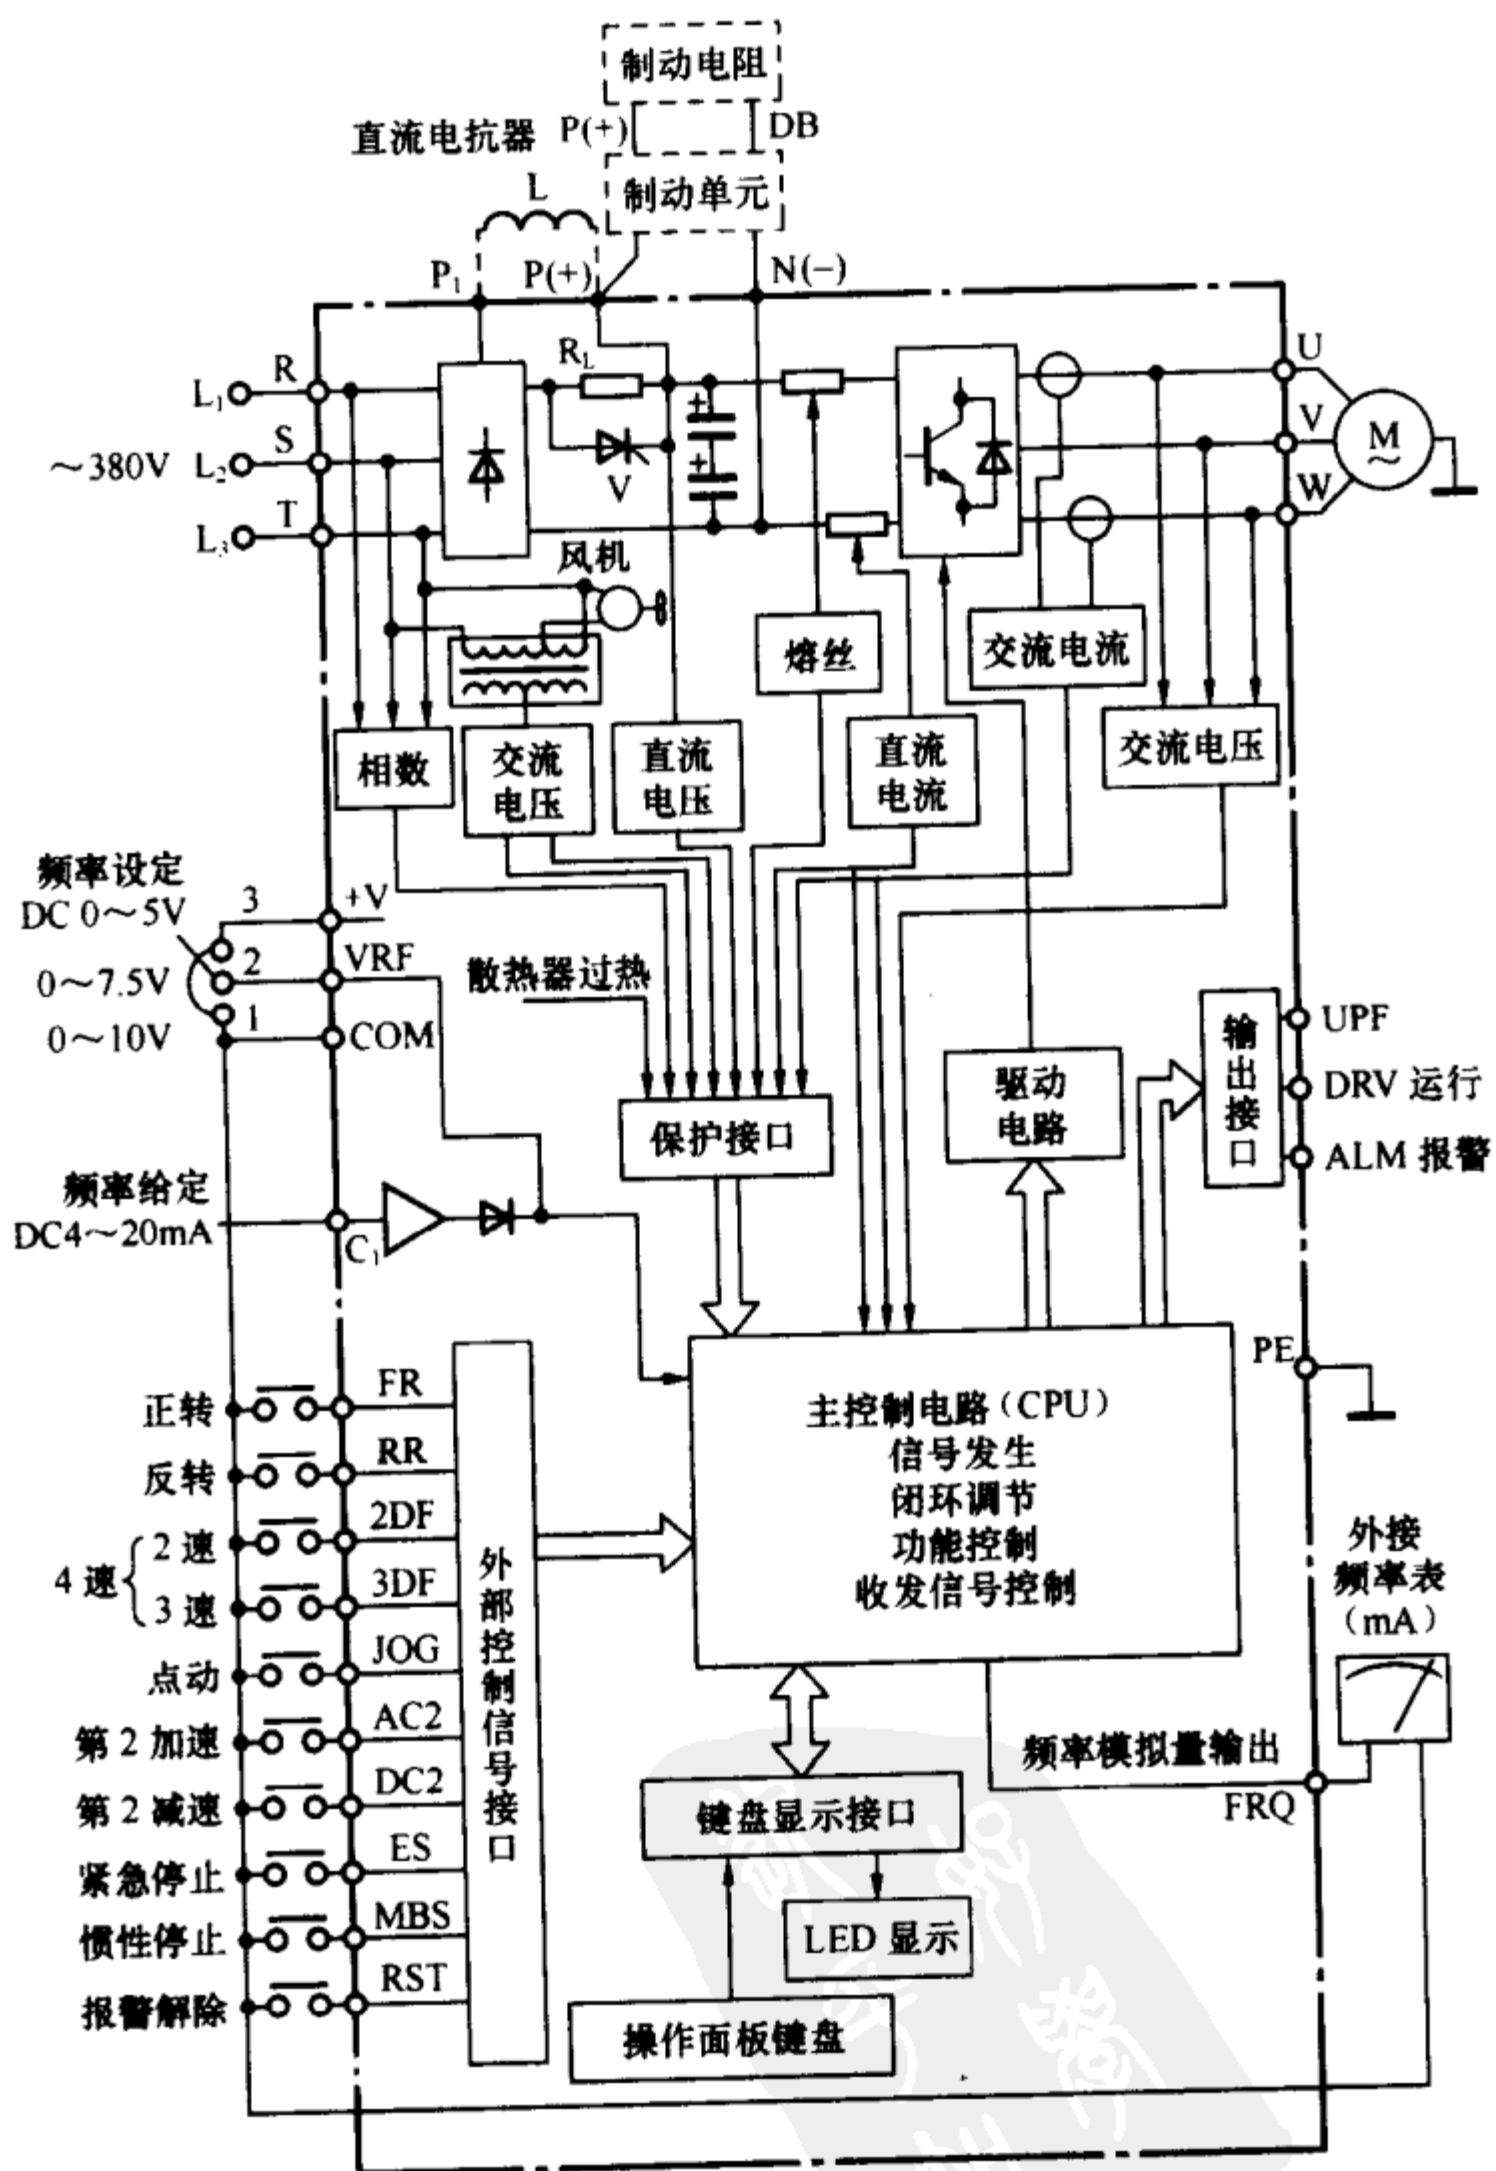 制动电阻
直流电抗器 P(+) DB
L
制动单元
P₁ P(+) N(−)
R
L₁
RL
U
S
V
M
～
～380V L₂
V
W
T
L₃
风机
熔丝
交流电流
相数
交流
电压
直流
电压
直流
电流
交流电压
频率设定
DC 0～5V
3
+V
2
VRF
0～7.5V
散热器过热
1
0～10V
COM
输出接口
UPF
DRV 运行
ALM 报警
驱动
电路
保护接口
频率给定
DC4～20mA
C₁
PE
正转 FR
反转 RR
4 速
2 速 2DF
3 速 3DF
点动 JOG
第 2 加速 AC2
第 2 减速 DC2
紧急停止 ES
惯性停止 MBS
报警解除 RST
外部控制信号接口
主控制电路（CPU）
信号发生
闭环调节
功能控制
收发信号控制
外接
频率表
（mA）
频率模拟量输出
FRQ
键盘显示接口
LED 显示
操作面板键盘